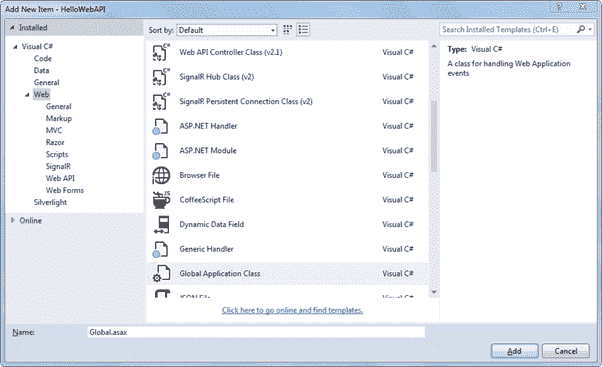 Add New Item - HelloWebAPI
Installed
Sort by: Default
Search Installed Templates (Ctrl+E)
Visual C#
Code
Data
General
Web
General
Markup
MVC
Razor
Scripts
SignalR
Web API
Web Forms
Silverlight
Online
Web API Controller Class (v2.1) Visual C#
SignalR Hub Class (v2) Visual C#
SignalR Persistent Connection Class (v2) Visual C#
ASP.NET Handler Visual C#
ASP.NET Module Visual C#
Browser File Visual C#
CoffeeScript File Visual C#
Dynamic Data Field Visual C#
Generic Handler Visual C#
Global Application Class Visual C#
JSON File Visual C#
Click here to go online and find templates.
Type: Visual C#
A class for handling Web Application
events
Name: Global.asax
Add Cancel